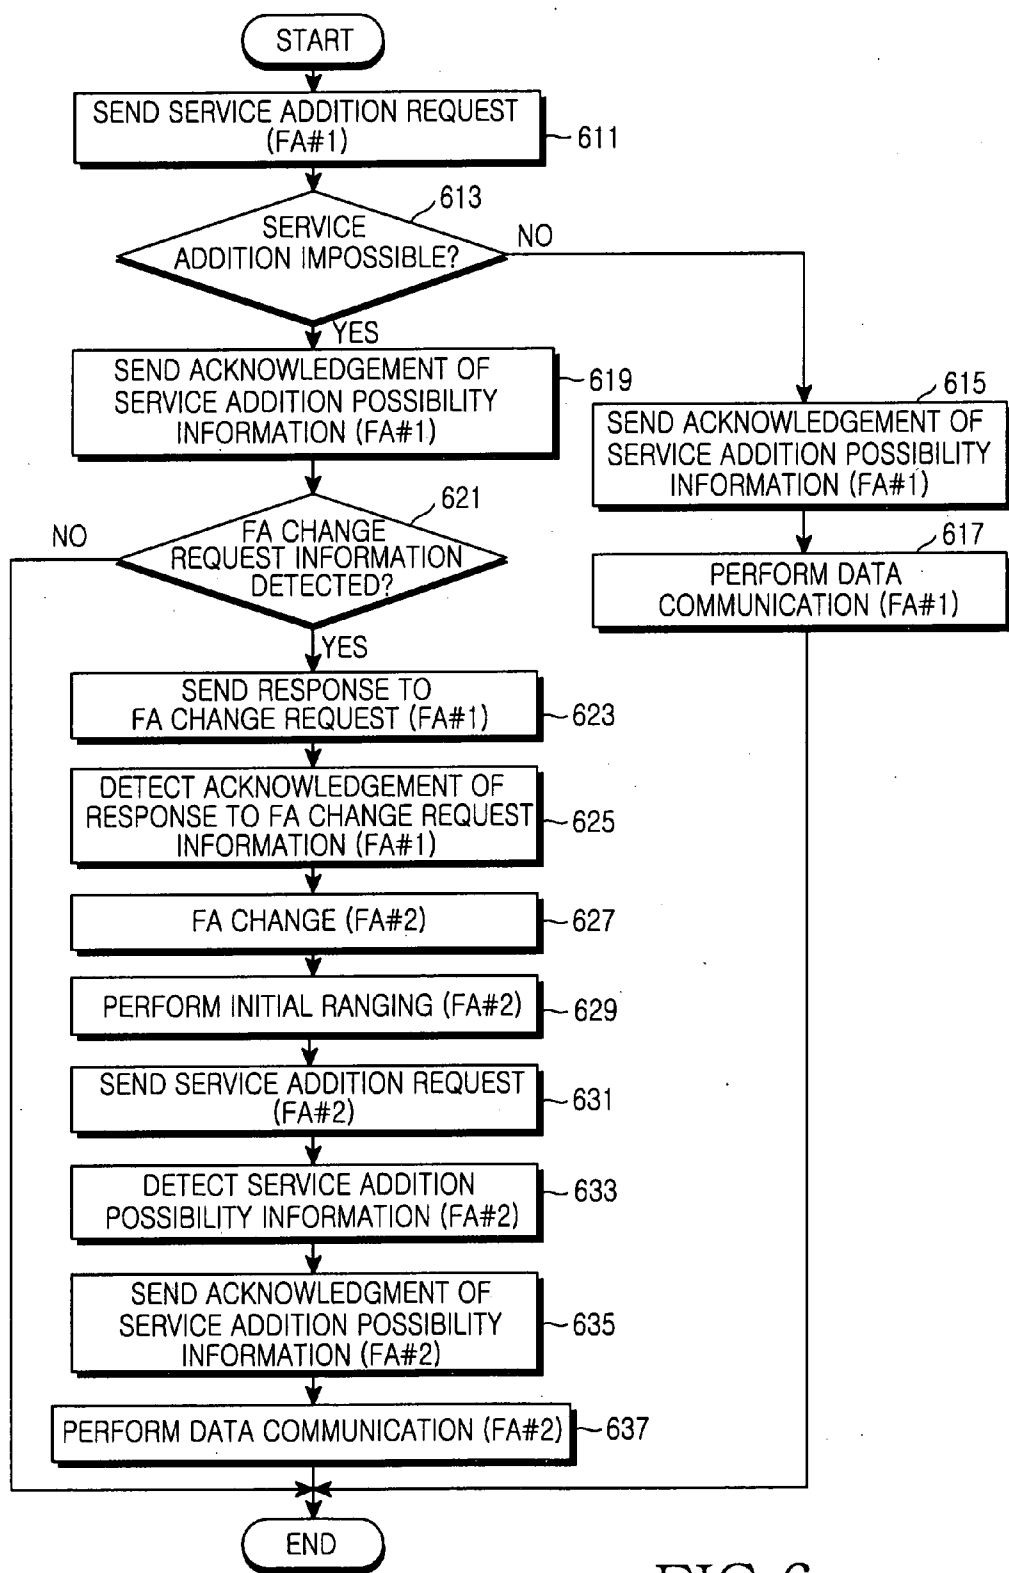 START
SEND SERVICE ADDITION REQUEST
(FA#1)
611
613
SERVICE
ADDITION IMPOSSIBLE?
NO
YES
SEND ACKNOWLEDGEMENT OF
SERVICE ADDITION POSSIBILITY
INFORMATION (FA#1)
619
615
SEND ACKNOWLEDGEMENT OF
SERVICE ADDITION POSSIBILITY
INFORMATION (FA#1)
621
FA CHANGE
REQUEST INFORMATION
DETECTED?
NO
YES
617
PERFORM DATA
COMMUNICATION (FA#1)
SEND RESPONSE TO
FA CHANGE REQUEST (FA#1)
623
DETECT ACKNOWLEDGEMENT OF
RESPONSE TO FA CHANGE REQUEST
INFORMATION (FA#1)
625
FA CHANGE (FA#2)
627
PERFORM INITIAL RANGING (FA#2)
629
SEND SERVICE ADDITION REQUEST
(FA#2)
631
DETECT SERVICE ADDITION
POSSIBILITY INFORMATION (FA#2)
633
SEND ACKNOWLEDGMENT OF
SERVICE ADDITION POSSIBILITY
INFORMATION (FA#2)
635
PERFORM DATA COMMUNICATION (FA#2)
637
END